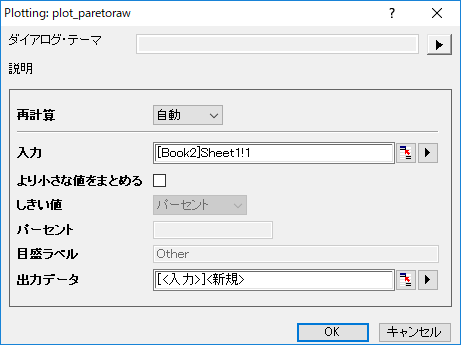 Plotting: plot_paretoraw
ダイアログ・テーマ
説明
再計算 自動
入力 [Book2]Sheet1!1
より小さな値をまとめる
しきい値 パーセント
パーセント
目盛ラベル Other
出力データ [<入力>]<新規>
OK キャンセル